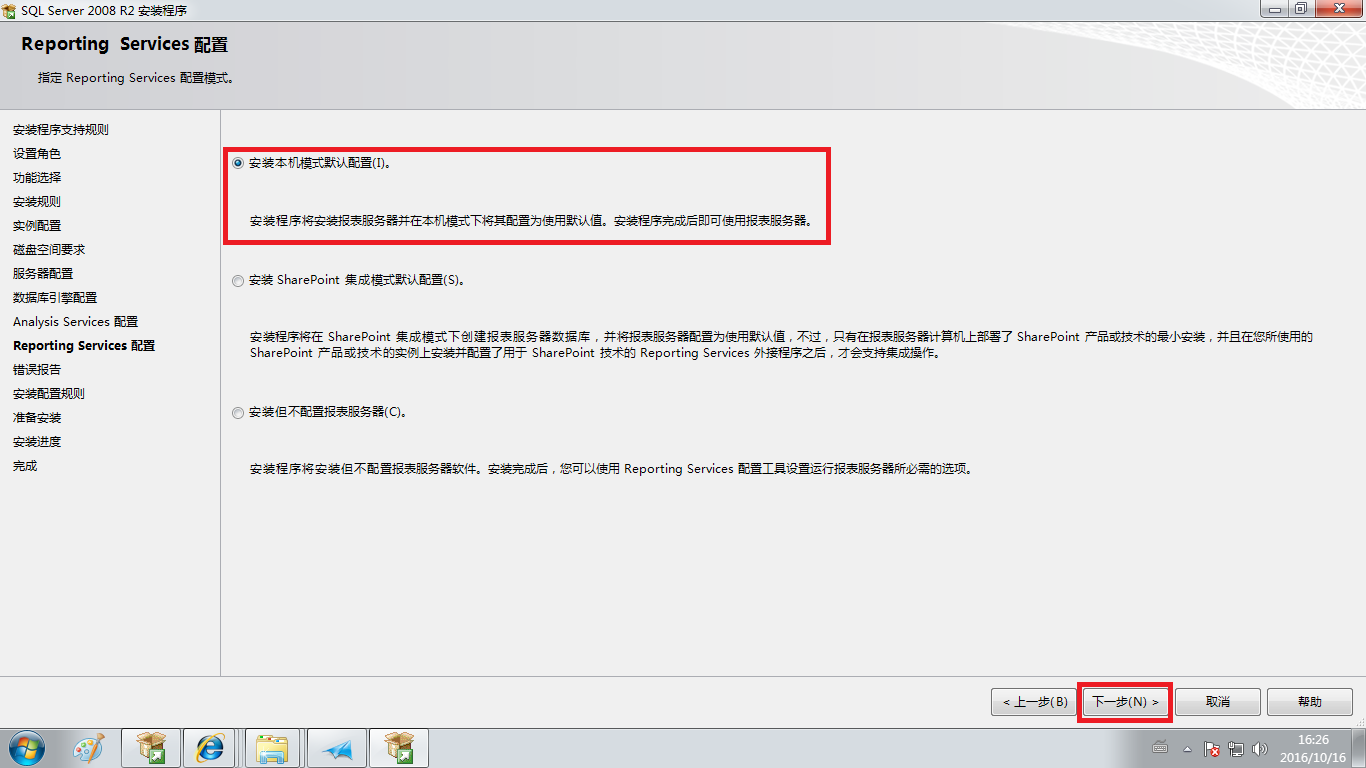 SQL Server 2008 R2 安装程序
Reporting Services 配置
指定 Reporting Services 配置模式。
安装程序支持规则
设置角色
功能选择
安装规则
实例配置
磁盘空间要求
服务器配置
数据库引擎配置
Analysis Services 配置
Reporting Services 配置
错误报告
安装配置规则
准备安装
安装进度
完成
安装本机模式默认配置(I)。
安装程序将安装报表服务器并在本机模式下将其配置为使用默认值。安装程序完成后即可使用报表服务器。
安装 SharePoint 集成模式默认配置(S)。
安装程序将在 SharePoint 集成模式下创建报表服务器数据库，并将报表服务器配置为使用默认值，不过，只有在报表服务器计算机上部署了 SharePoint 产品或技术的最小安装，并且在您所使用的
SharePoint 产品或技术的实例上安装并配置了用于 SharePoint 技术的 Reporting Services 外接程序之后，才会支持集成操作。
安装但不配置报表服务器(C)。
安装程序将安装但不配置报表服务器软件。安装完成后，您可以使用 Reporting Services 配置工具设置运行报表服务器所必需的选项。
< 上一步(B)
下一步(N) >
取消
帮助
16:26
2016/10/16